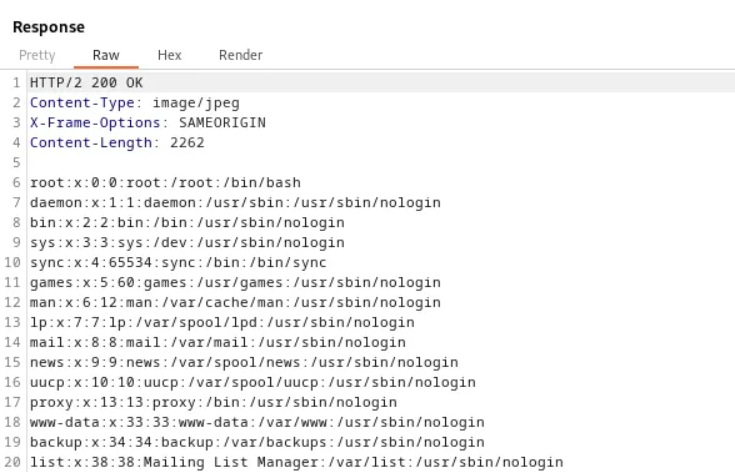 Response
Pretty Raw Hex Render
1 HTTP/2 200 OK
2 Content-Type: image/jpeg
3 X-Frame-Options: SAMEORIGIN
4 Content-Length: 2262
5
6 root:x:0:0:root:/root:/bin/bash
7 daemon:x:1:1:daemon:/usr/sbin:/usr/sbin/nologin
8 bin:x:2:2:bin:/bin:/usr/sbin/nologin
9 sys:x:3:3:sys:/dev:/usr/sbin/nologin
10 sync:x:4:65534:sync:/bin:/bin/sync
11 games:x:5:60:games:/usr/games:/usr/sbin/nologin
12 man:x:6:12:man:/var/cache/man:/usr/sbin/nologin
13 lp:x:7:7:lp:/var/spool/lpd:/usr/sbin/nologin
14 mail:x:8:8:mail:/var/mail:/usr/sbin/nologin
15 news:x:9:9:news:/var/spool/news:/usr/sbin/nologin
16 uucp:x:10:10:uucp:/var/spool/uucp:/usr/sbin/nologin
17 proxy:x:13:13:proxy:/bin:/usr/sbin/nologin
18 www-data:x:33:33:www-data:/var/www:/usr/sbin/nologin
19 backup:x:34:34:backup:/var/backups:/usr/sbin/nologin
20 list:x:38:38:Mailing List Manager:/var/list:/usr/sbin/nologin